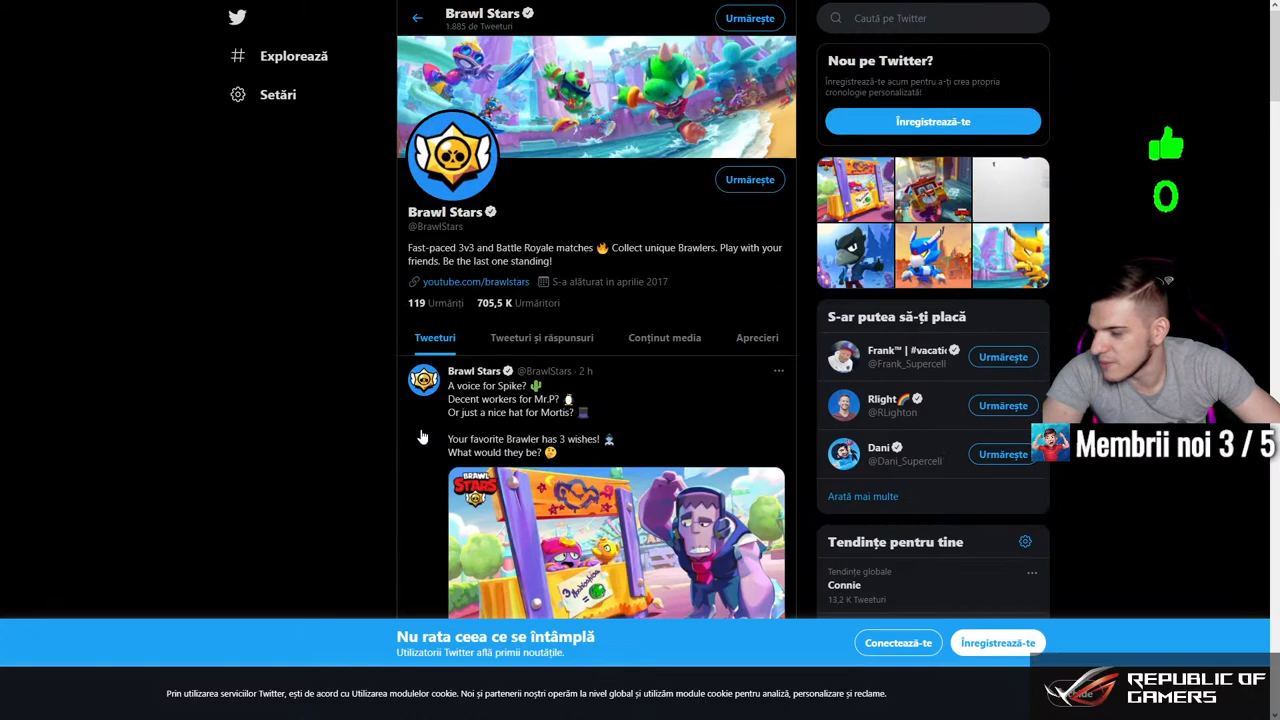 Explorează
Setări
Brawl Stars
1.885 de Tweeturi
Urmărește
Urmărește
Brawl Stars
@BrawlStars
Fast-paced 3v3 and Battle Royale matches 🔥 Collect unique Brawlers. Play with your
friends. Be the last one standing!
youtube.com/brawlstars S-a alăturat în aprilie 2017
119 Urmăriți 705,5 K Urmăritori
Tweeturi Tweeturi și răspunsuri Conținut media Aprecieri
Brawl Stars @BrawlStars · 2 h
A voice for Spike? 🌵
Decent workers for Mr.P? 🐧
Or just a nice hat for Mortis? 🎩
Your favorite Brawler has 3 wishes! 🧞‍♂️
What would they be? 🤔
BRAWL
STARS
Caută pe Twitter
Nou pe Twitter?
Înregistrează-te acum pentru a-ți crea propria
cronologie personalizată!
Înregistrează-te
S-ar putea să-ți placă
Frank™ | #vacatio
@Frank_Supercell
Urmărește
Rlight🌈
@RLighton
Urmărește
Dani
@Dani_Supercell
Urmărește
Arată mai multe
Tendințe pentru tine
Tendințe globale
Connie
13,2 K Tweeturi
0
Membrii noi 3 / 5
Nu rata ceea ce se întâmplă
Utilizatorii Twitter află primii noutățile.
Conectează-te
Înregistrează-te
Prin utilizarea serviciilor Twitter, ești de acord cu Utilizarea modulelor cookie. Noi și partenerii noștri operăm la nivel global și utilizăm module cookie pentru analiză, personalizare și reclame.
REPUBLIC OF
GAMERS